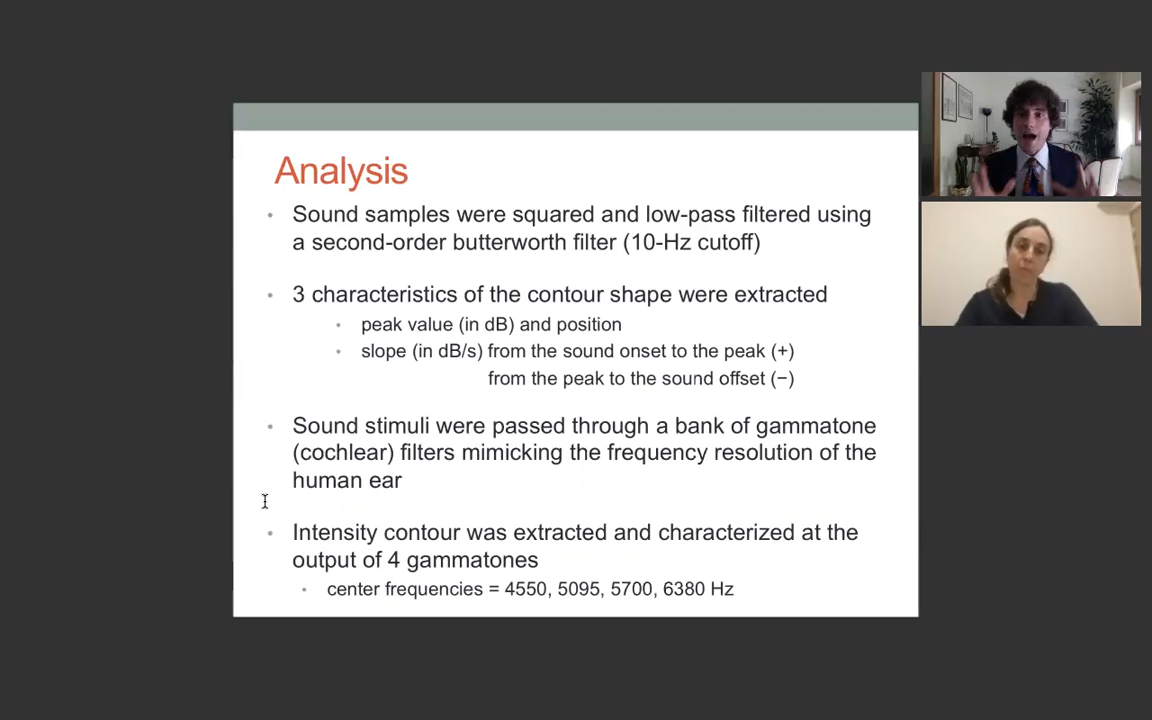 Analysis
• Sound samples were squared and low-pass filtered using
a second-order butterworth filter (10-Hz cutoff)
• 3 characteristics of the contour shape were extracted
• peak value (in dB) and position
• slope (in dB/s) from the sound onset to the peak (+)
from the peak to the sound offset (−)
• Sound stimuli were passed through a bank of gammatone
(cochlear) filters mimicking the frequency resolution of the
human ear
• Intensity contour was extracted and characterized at the
output of 4 gammatones
• center frequencies = 4550, 5095, 5700, 6380 Hz